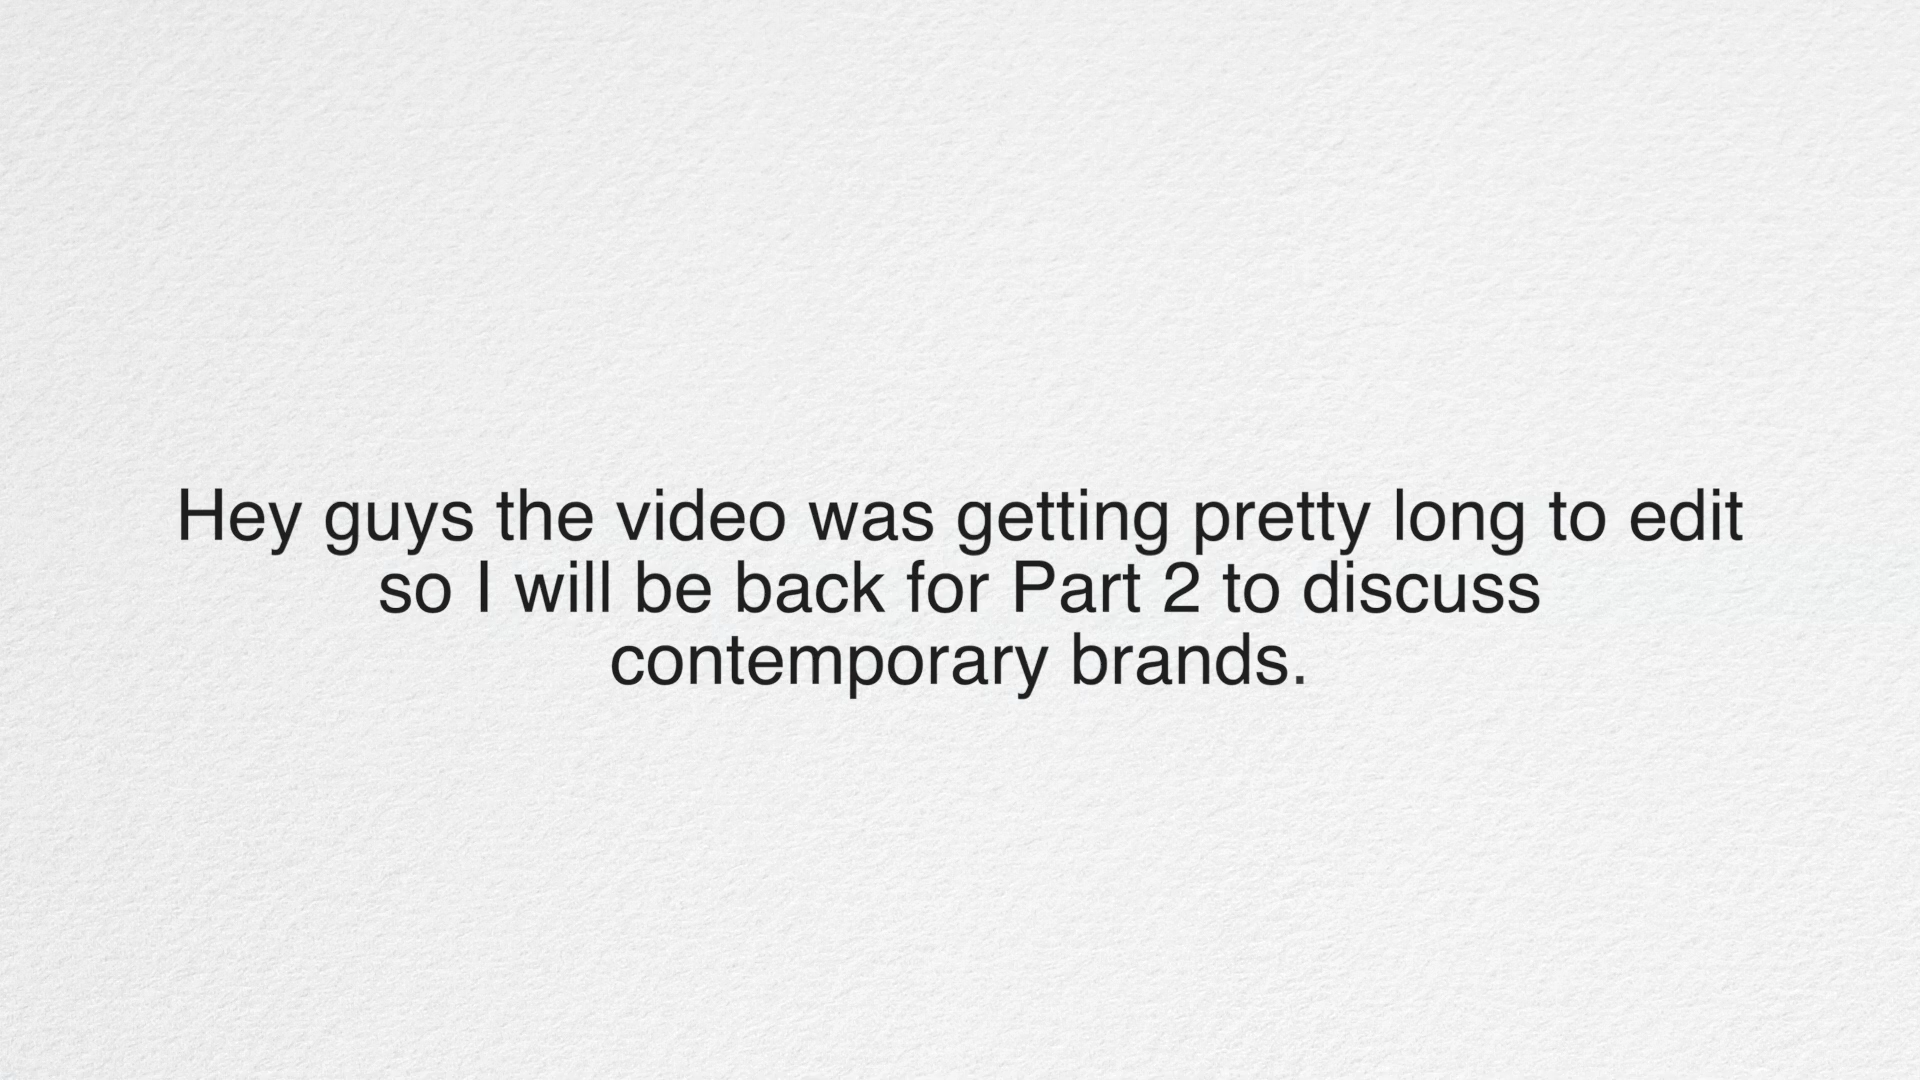 Hey guys the video was getting pretty long to edit
so I will be back for Part 2 to discuss
contemporary brands.